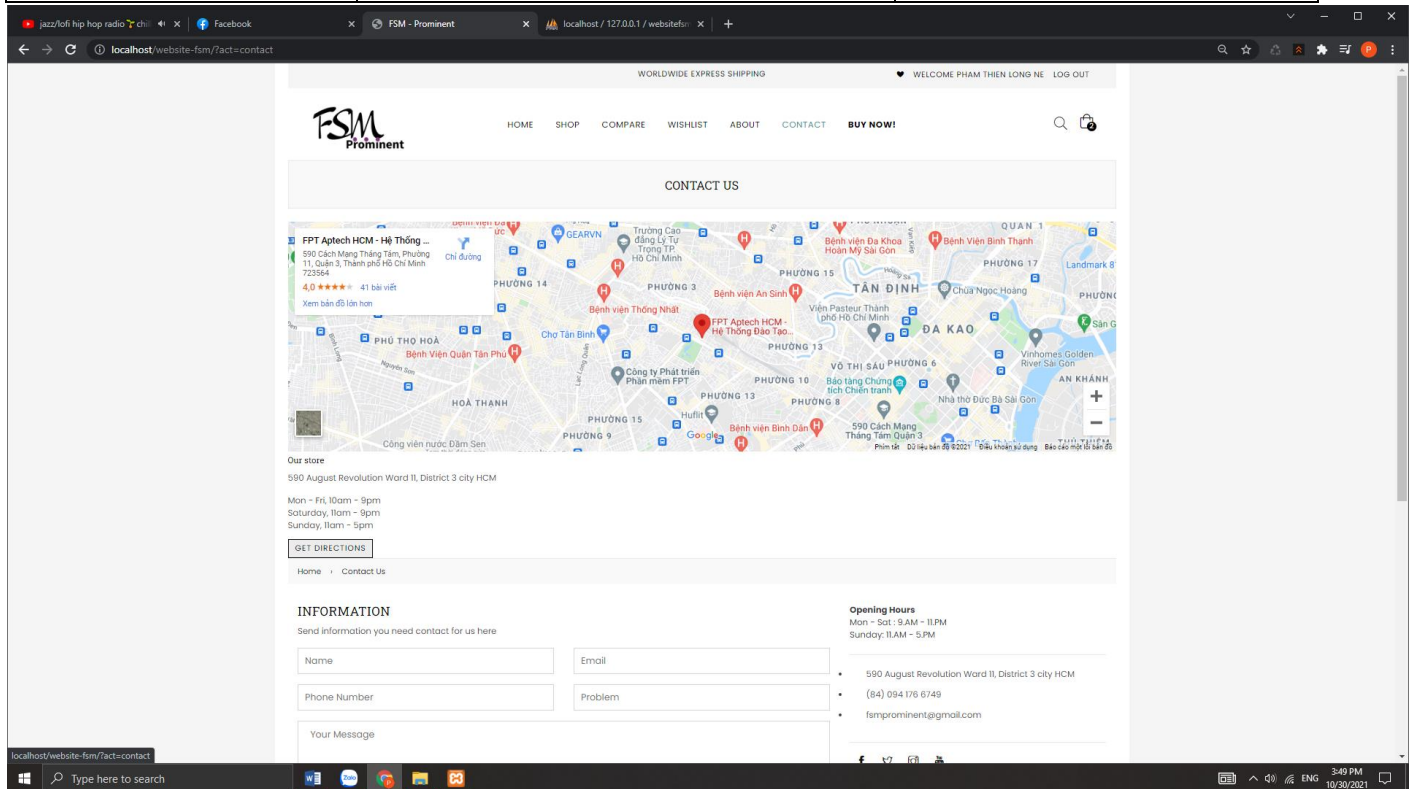 jazz/lofi hip hop radio chill
Facebook
FSM - Prominent
localhost / 127.0.0.1 / websitefsm
localhost/website-fsm/?act=contact
WORLDWIDE EXPRESS SHIPPING
WELCOME PHAM THIEN LONG NE LOG OUT
FSM
Prominent
HOME SHOP COMPARE WISHLIST ABOUT CONTACT BUY NOW!
2
CONTACT US
FPT Aptech HCM - Hệ Thống ...
590 Cách Mạng Tháng Tám, Phường
11, Quận 3, Thành phố Hồ Chí Minh
723564
Chỉ đường
4,0 ★★★★ 41 bài viết
Xem bản đồ lớn hơn
GEARVN
Trường Cao
đẳng Lý Tự
Trọng TP.
Hồ Chí Minh
Bệnh viện Đa Khoa
Hoàn Mỹ Sài Gòn
QUẬN 1
Bệnh viện Bình Thạnh
PHƯỜNG 17
Landmark 8
PHƯỜNG 15
PHƯỜNG 14
PHƯỜNG 3
Bệnh viện An Sinh
TÂN ĐỊNH
Chùa Ngọc Hoàng
PHƯỜNG
Bệnh viện Thống Nhất
Viện Pasteur Thành
phố Hồ Chí Minh
FPT Aptech HCM -
Hệ Thống Đào Tạo...
ĐA KAO
Sân G
PHÚ THỌ HOÀ
Chợ Tân Bình
Bệnh Viện Quận Tân Phú
PHƯỜNG 13
VÕ THỊ SÁU
PHƯỜNG 6
Vinhomes Golden
River Sài Gòn
Công ty Phát triển
Phần mềm FPT
PHƯỜNG 10
Bảo tàng Chứng
tích Chiến tranh
AN KHÁNH
HOÀ THẠNH
PHƯỜNG 13
PHƯỜNG 8
Nhà thờ Đức Bà Sài Gòn
PHƯỜNG 15
Huflit
PHƯỜNG 9
Google
Bệnh viện Bình Dân
590 Cách Mạng
Tháng Tám Quận 3
Công viên nước Đầm Sen
Phím tắt Dữ liệu bản đồ ©2021 Điều khoản sử dụng Báo cáo một lỗi bản đồ
Our store
590 August Revolution Ward 11, District 3 city HCM
Mon - Fri, 10am - 9pm
Saturday, 11am - 9pm
Sunday, 11am - 5pm
GET DIRECTIONS
Home › Contact Us
INFORMATION
Send information you need contact for us here
Name
Email
Phone Number
Problem
Your Message
Opening Hours
Mon - Sat : 9.AM - 11.PM
Sunday: 11.AM - 5.PM
590 August Revolution Ward 11, District 3 city HCM
(84) 094 176 6749
fsmprominent@gmail.com
localhost/website-fsm/?act=contact
Type here to search
Zalo
ENG
3:49 PM
10/30/2021